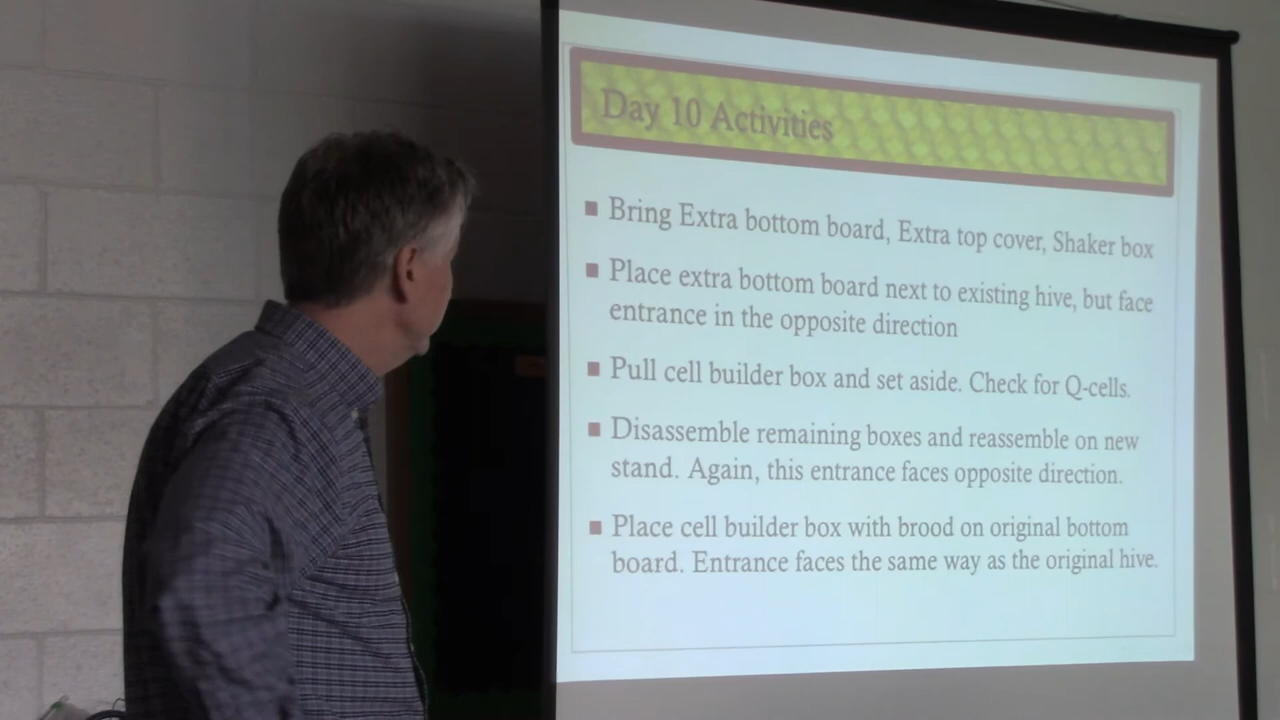 Day 10 Activities
Bring Extra bottom board, Extra top cover, Shaker box
Place extra bottom board next to existing hive, but face
entrance in the opposite direction
Pull cell builder box and set aside. Check for Q-cells.
Disassemble remaining boxes and reassemble on new
stand. Again, this entrance faces opposite direction.
Place cell builder box with brood on original bottom
board. Entrance faces the same way as the original hive.